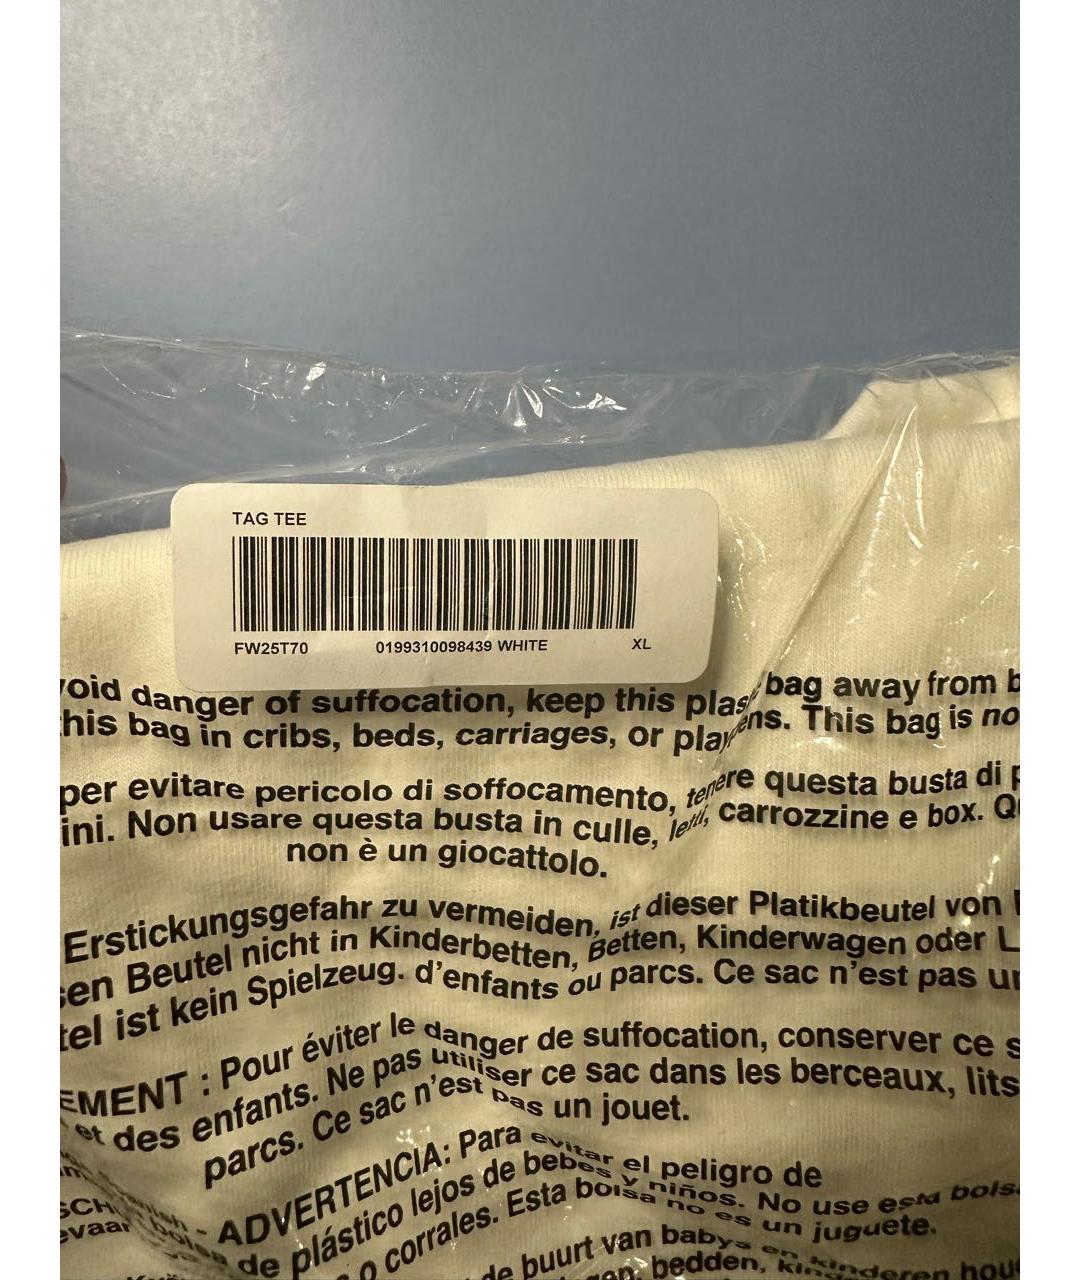 TAG TEE
FW25T70 0199310098439 WHITE XL
void danger of suffocation, keep this bag away from
this bag in cribs, beds, carriages, or This bag is
per evitare pericolo di soffocamento, tenere questa busta di
ini. Non usare questa busta in culle, letti, carrozzine e box.
non è un giocattolo.
Erstickungsgefahr zu vermeiden, ist dieser Platikbeutel von
sen Beutel nicht in Kinderbetten, Betten, Kinderwagen oder
tel ist kein Spielzeug. d'enfants ou parcs. Ce sac n'est pas
EMENT : Pour éviter le danger de suffocation, conserver ce
et des enfants. Ne pas utiliser ce sac dans les berceaux, lits
parcs. Ce sac n'est pas un jouet.
ADVERTENCIA: Para evitar el peligro de
de plástico lejos de bebes y niños. No use esta
o corrales. Esta bolsa no es un juguete.
de buurt van babys en kinderen
bedden,